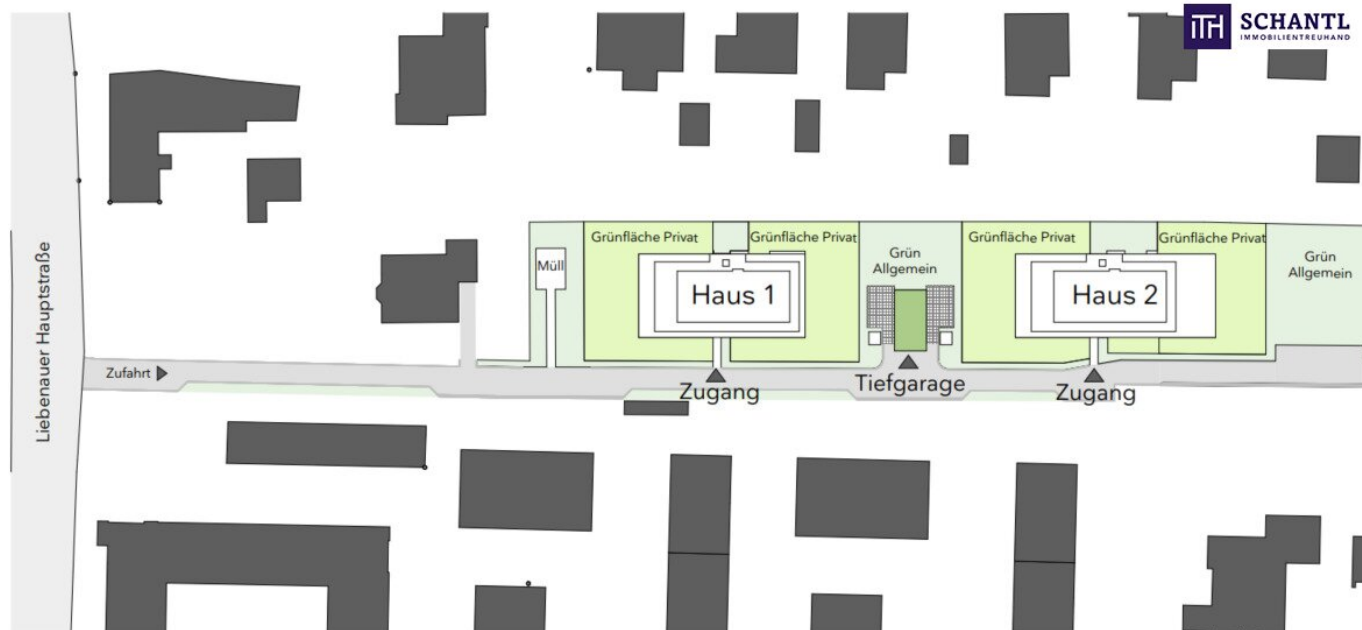 ITH SCHANTL
IMMOBILIENTREUHAND
Liebenauer Hauptstraße
Zufahrt
Müll
Grünfläche Privat
Grünfläche Privat
Haus 1
Zugang
Grün
Allgemein
Tiefgarage
Grünfläche Privat
Grünfläche Privat
Haus 2
Zugang
Grün
Allgemein